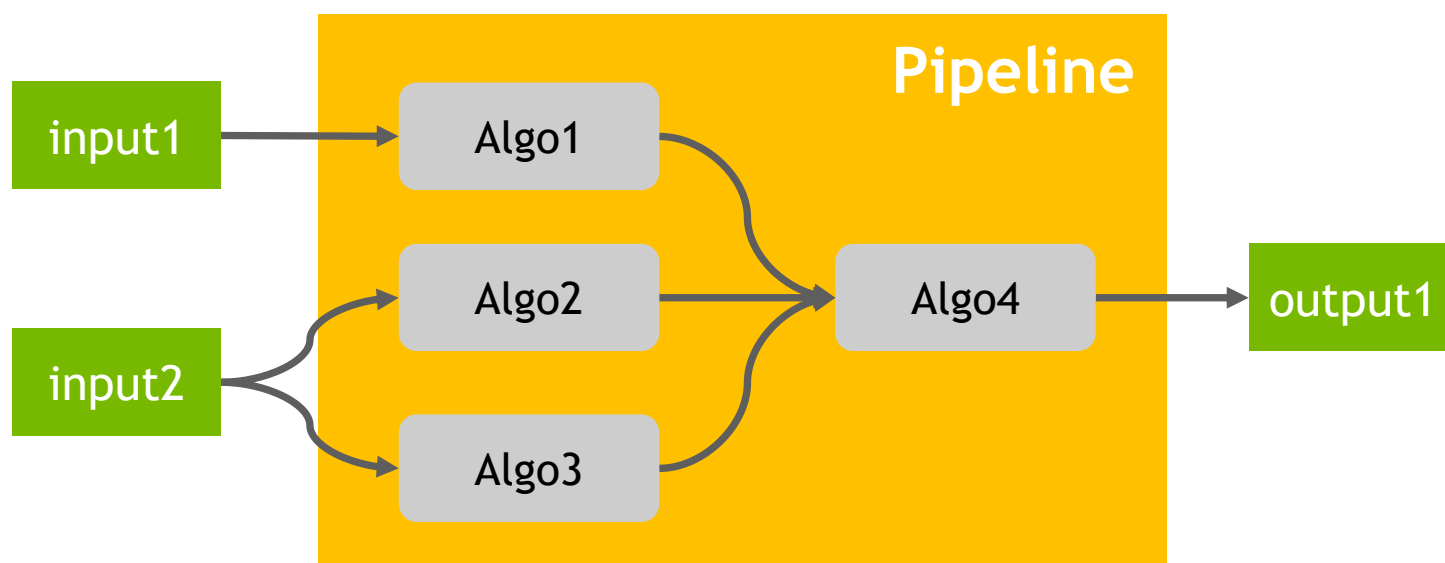 Pipeline
input1
Algo1
Algo2
Algo4
output1
input2
Algo3